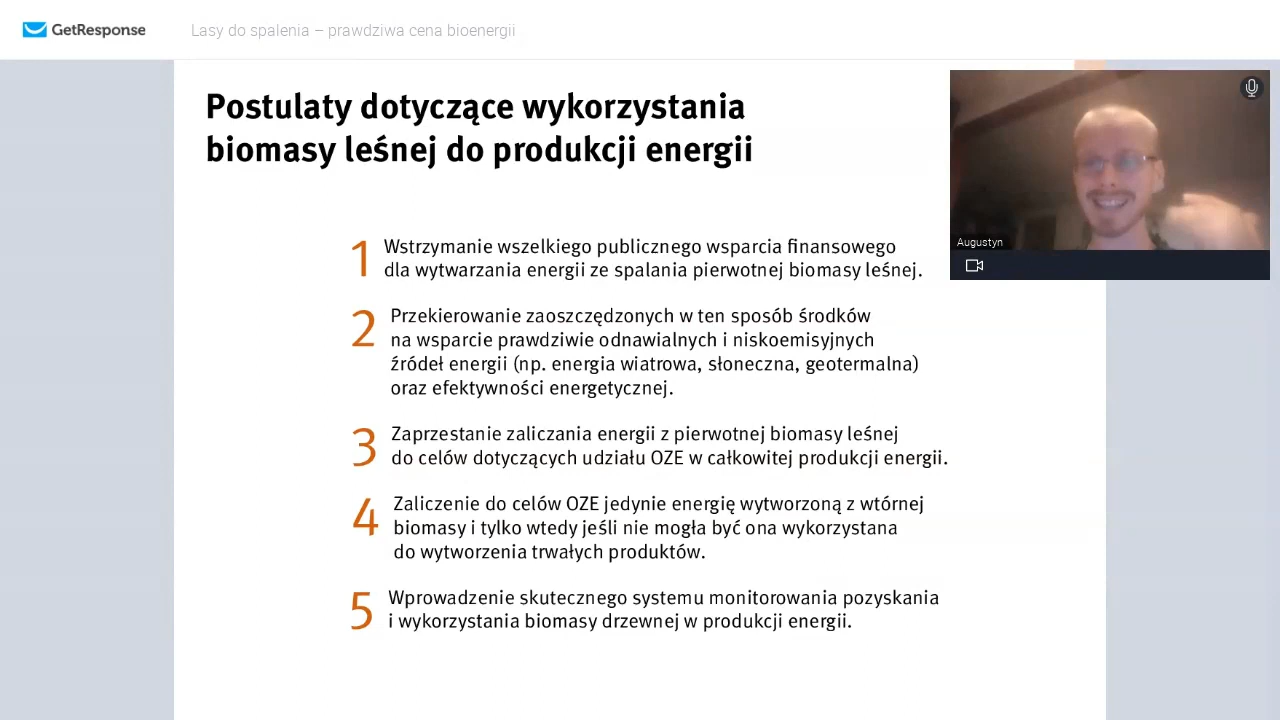 GetResponse
Lasy do spalenia – prawdziwa cena bioenergii
Postulaty dotyczące wykorzystania
biomasy leśnej do produkcji energii
Augustyn
1 Wstrzymanie wszelkiego publicznego wsparcia finansowego
dla wytwarzania energii ze spalania pierwotnej biomasy leśnej.
2 Przekierowanie zaoszczędzonych w ten sposób środków
na wsparcie prawdziwie odnawialnych i niskoemisyjnych
źródeł energii (np. energia wiatrowa, słoneczna, geotermalna)
oraz efektywności energetycznej.
3 Zaprzestanie zaliczania energii z pierwotnej biomasy leśnej
do celów dotyczących udziału OZE w całkowitej produkcji energii.
4 Zaliczenie do celów OZE jedynie energię wytworzoną z wtórnej
biomasy i tylko wtedy jeśli nie mogła być ona wykorzystana
do wytworzenia trwałych produktów.
5 Wprowadzenie skutecznego systemu monitorowania pozyskania
i wykorzystania biomasy drzewnej w produkcji energii.